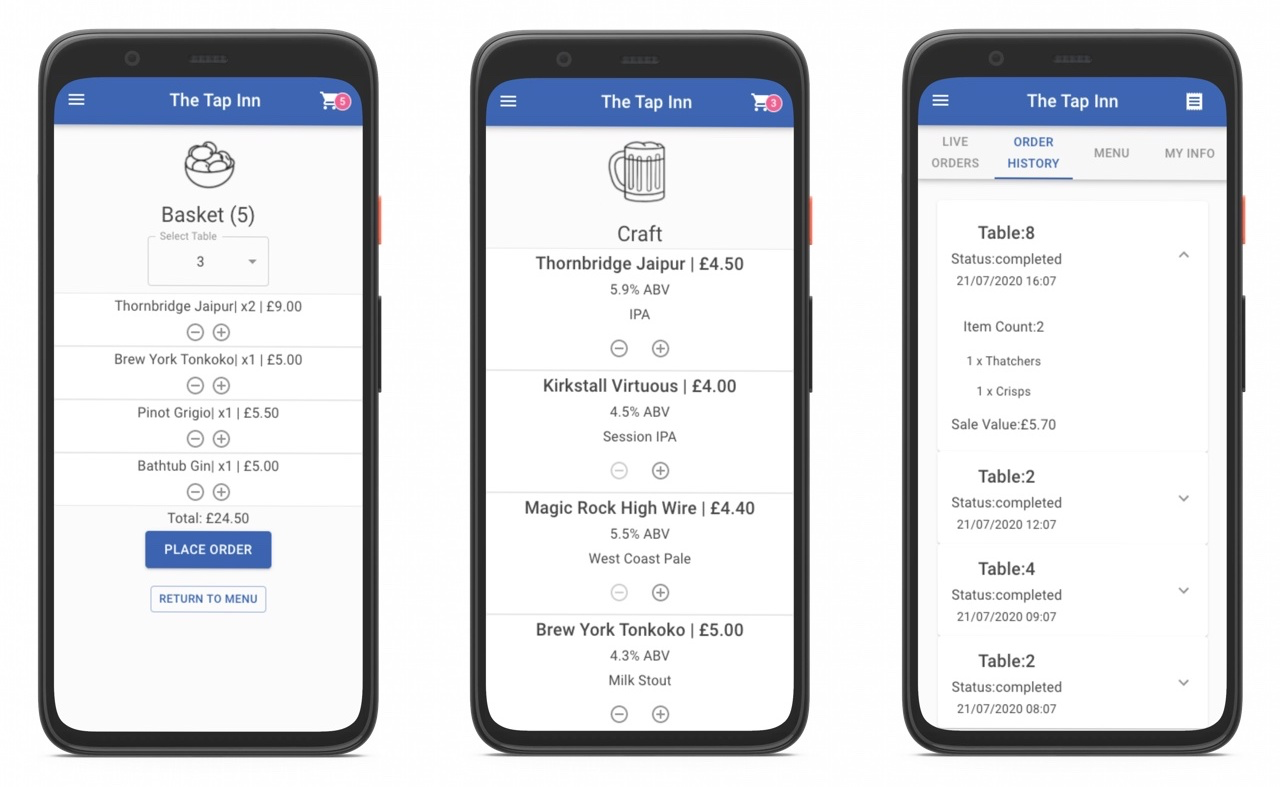 The Tap Inn
5
Basket (5)
Select Table
3
Thornbridge Jaipur| x2 | £9.00
Brew York Tonkoko| x1 | £5.00
Pinot Grigio| x1 | £5.50
Bathtub Gin| x1 | £5.00
Total: £24.50
PLACE ORDER
RETURN TO MENU
The Tap Inn
3
Craft
Thornbridge Jaipur | £4.50
5.9% ABV
IPA
Kirkstall Virtuous | £4.00
4.5% ABV
Session IPA
Magic Rock High Wire | £4.40
5.5% ABV
West Coast Pale
Brew York Tonkoko | £5.00
4.3% ABV
Milk Stout
The Tap Inn
LIVE
ORDERS
ORDER
HISTORY
MENU
MY INFO
Table:8
Status:completed
21/07/2020 16:07
Item Count:2
1 x Thatchers
1 x Crisps
Sale Value:£5.70
Table:2
Status:completed
21/07/2020 12:07
Table:4
Status:completed
21/07/2020 09:07
Table:2
Status:completed
21/07/2020 08:07